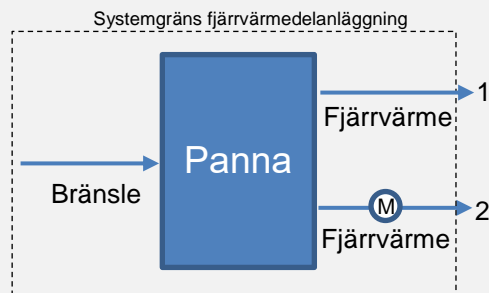 Systemgräns fjärrvärmedelanläggning
1
Fjärrvärme
Panna
Bränsle
M
2
Fjärrvärme